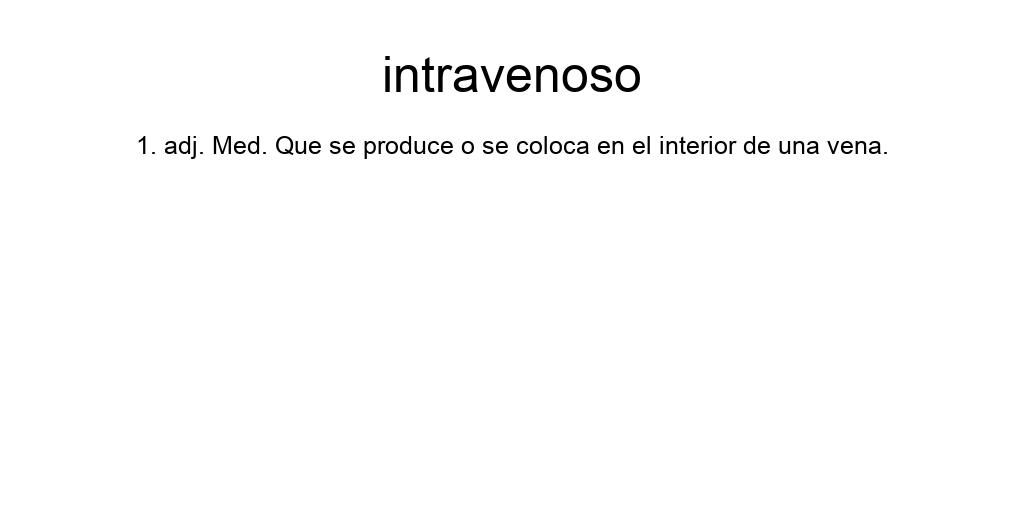 intravenoso
1. adj. Med. Que se produce o se coloca en el interior de una vena.